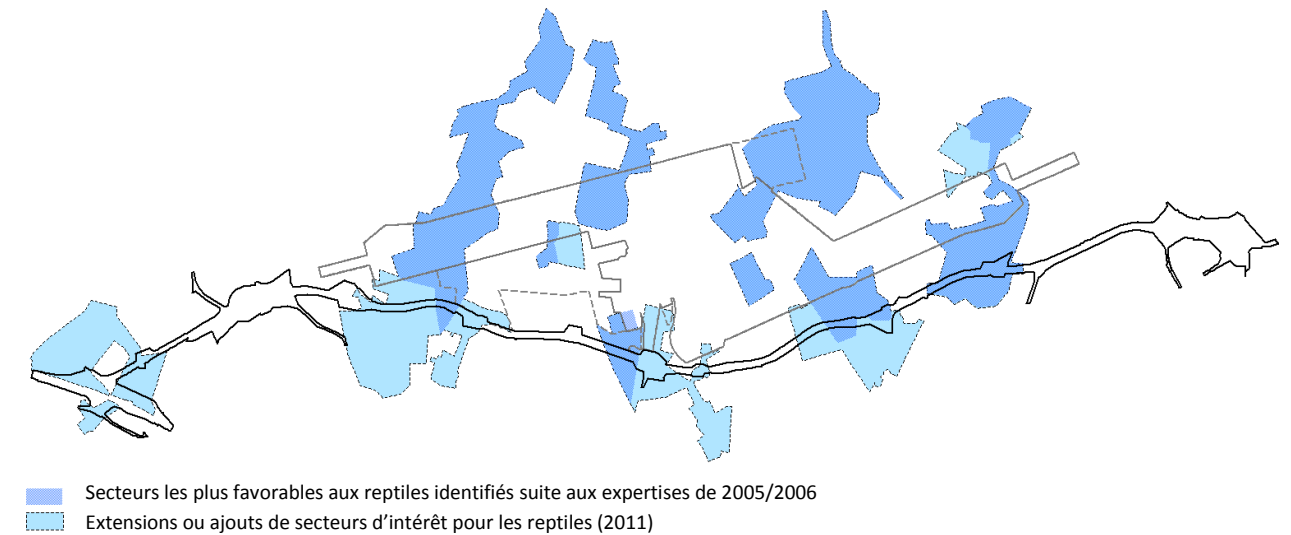 Secteurs les plus favorables aux reptiles identifiés suite aux expertises de 2005/2006
Extensions ou ajouts de secteurs d’intérêt pour les reptiles (2011)